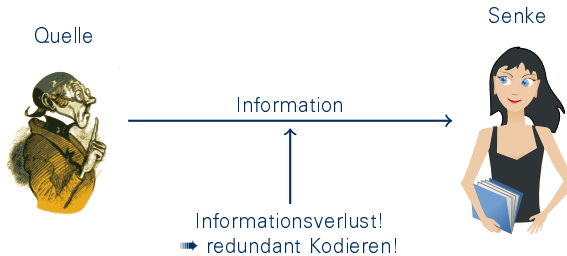 Quelle
Senke
Information
Informationsverlust!
➠ redundant Kodieren!